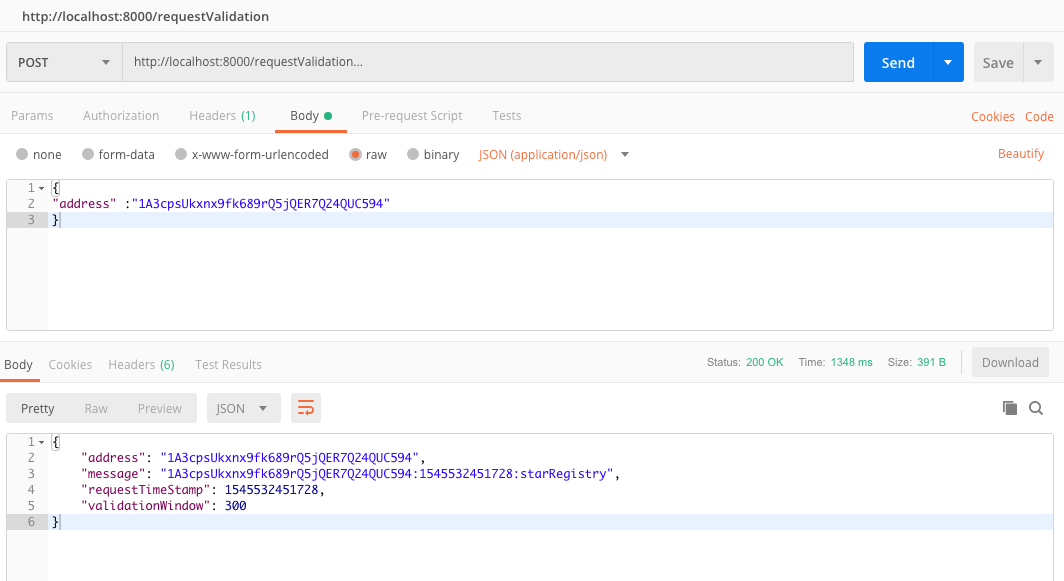 http://localhost:8000/requestValidation
POST http://localhost:8000/requestValidation... Send Save
Params Authorization Headers (1) Body Pre-request Script Tests Cookies Code
none form-data x-www-form-urlencoded raw binary JSON (application/json) Beautify
1 {
2 "address" :"1A3cpsUkxnx9fk689rQ5jQER7Q24QUC594"
3 }
Body Cookies Headers (6) Test Results Status: 200 OK Time: 1348 ms Size: 391 B Download
Pretty Raw Preview JSON
1 {
2 "address": "1A3cpsUkxnx9fk689rQ5jQER7Q24QUC594",
3 "message": "1A3cpsUkxnx9fk689rQ5jQER7Q24QUC594:1545532451728:starRegistry",
4 "requestTimeStamp": 1545532451728,
5 "validationWindow": 300
6 }